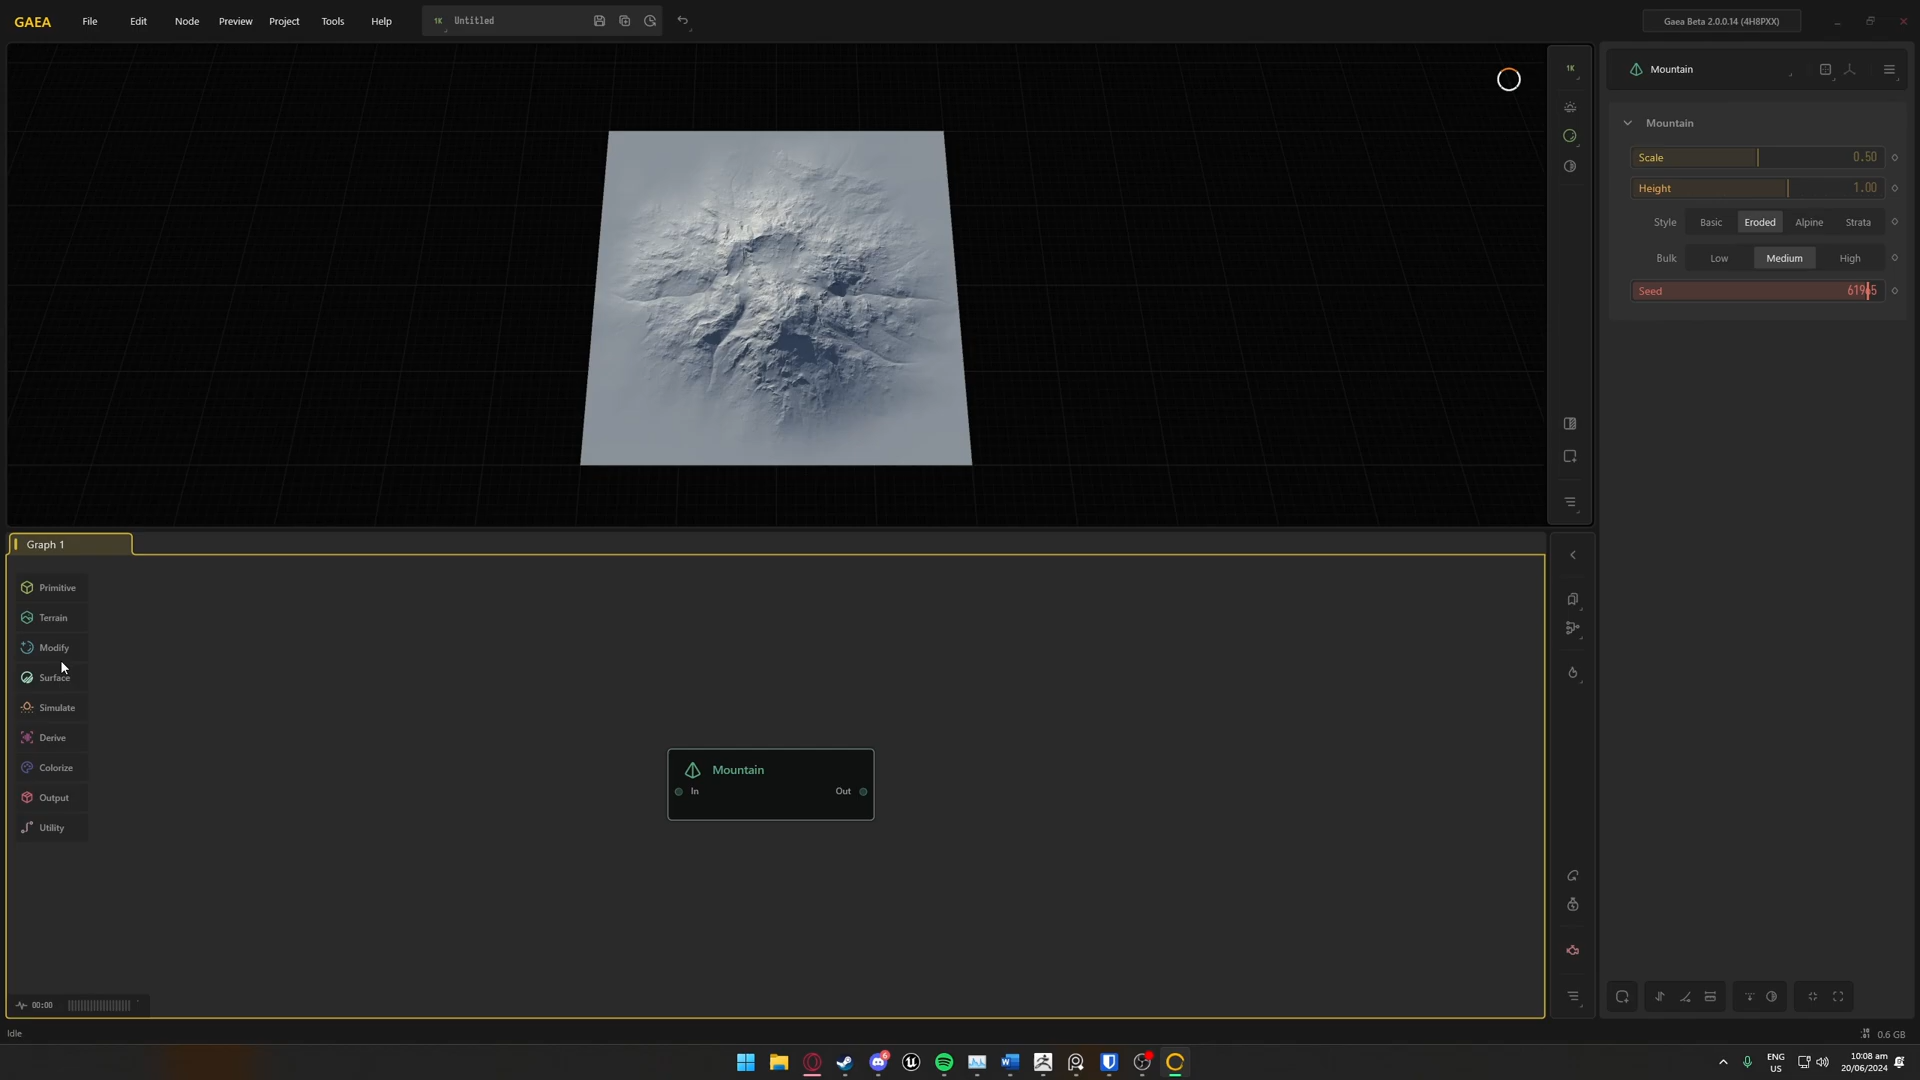 GAEA File Edit Node Preview Project Tools Help 1K Untitled Gaea Beta 2.0.0.14 (4H8PXX)
1K
Mountain
Mountain
Scale 0.50
Height 1.00
Style Basic Eroded Alpine Strata
Bulk Low Medium High
Seed 61965
Graph 1
Primitive
Terrain
Modify
Surface
Simulate
Derive
Colorize
Output
Utility
Mountain
In Out
00:00
Idle
0.6 GB
6
ENG
US
10:08 am
20/06/2024